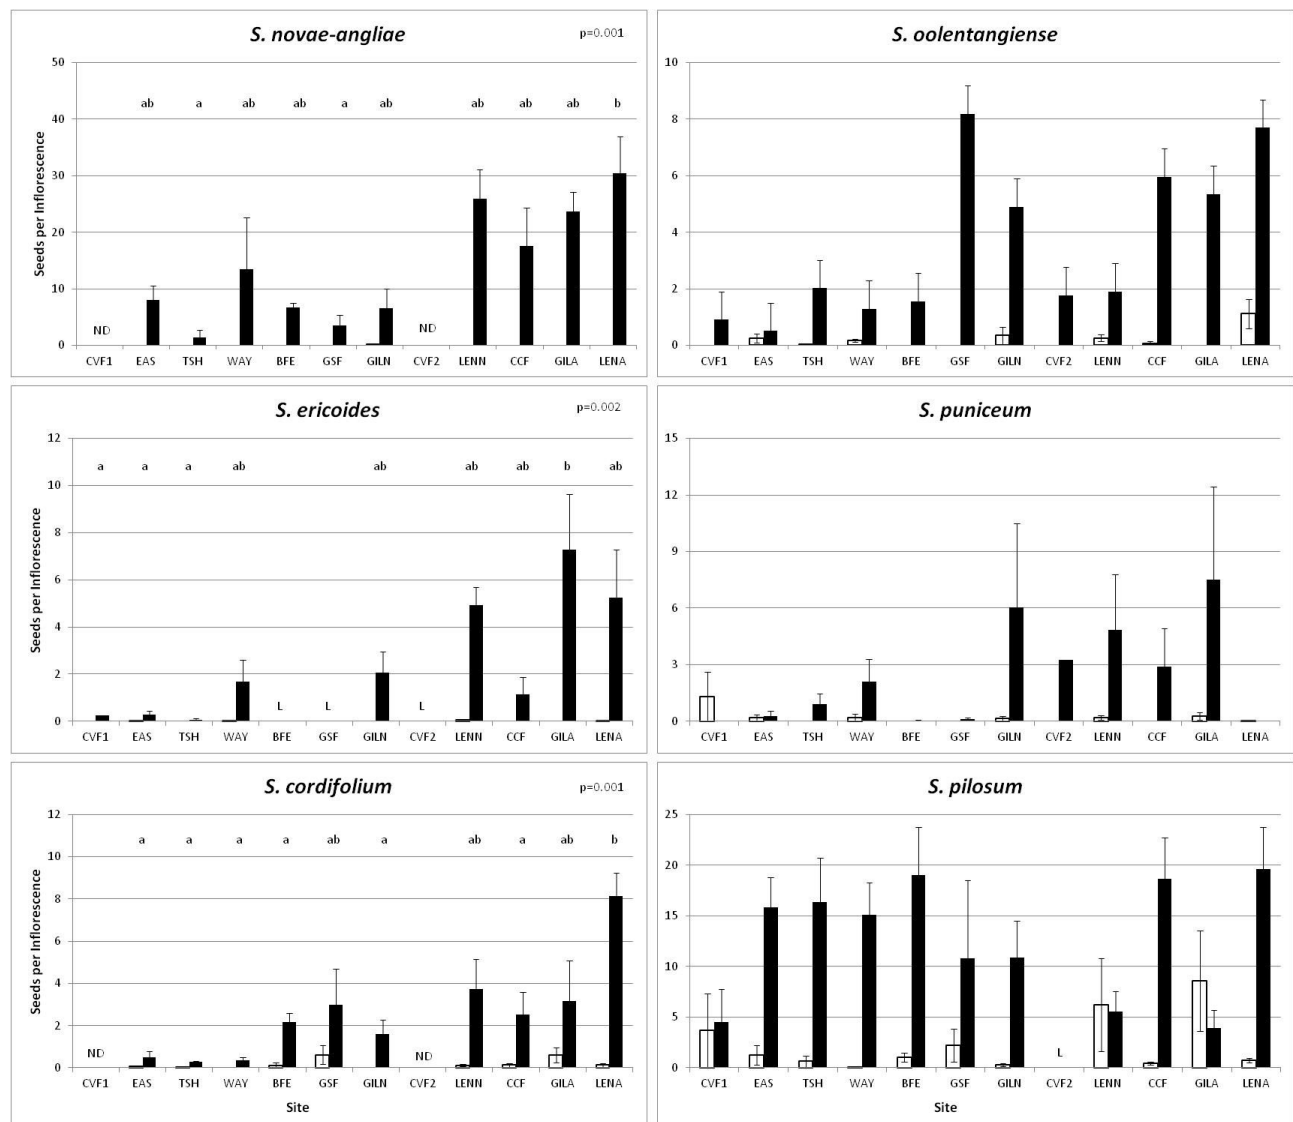 S. novae-angliae
p=0.001
50
ab a ab ab a ab ab ab ab b
40
30
20
10
0
Seeds per Inflorescence
ND
ND
CVF1 EAS TSH WAY BFE GSF GILN CVF2 LENN CCF GILA LENA
S. oolentangiense
10
8
6
4
2
0
CVF1 EAS TSH WAY BFE GSF GILN CVF2 LENN CCF GILA LENA
S. ericoides
p=0.002
12
a a a ab ab ab ab b ab
10
8
6
4
2
0
Seeds per Inflorescence
L L L
CVF1 EAS TSH WAY BFE GSF GILN CVF2 LENN CCF GILA LENA
S. puniceum
15
12
9
6
3
0
CVF1 EAS TSH WAY BFE GSF GILN CVF2 LENN CCF GILA LENA
S. cordifolium
p=0.001
12
a a a a ab a ab a ab b
10
8
6
4
2
0
Seeds per Inflorescence
ND ND
CVF1 EAS TSH WAY BFE GSF GILN CVF2 LENN CCF GILA LENA
Site
S. pilosum
25
20
15
10
5
0
L
CVF1 EAS TSH WAY BFE GSF GILN CVF2 LENN CCF GILA LENA
Site